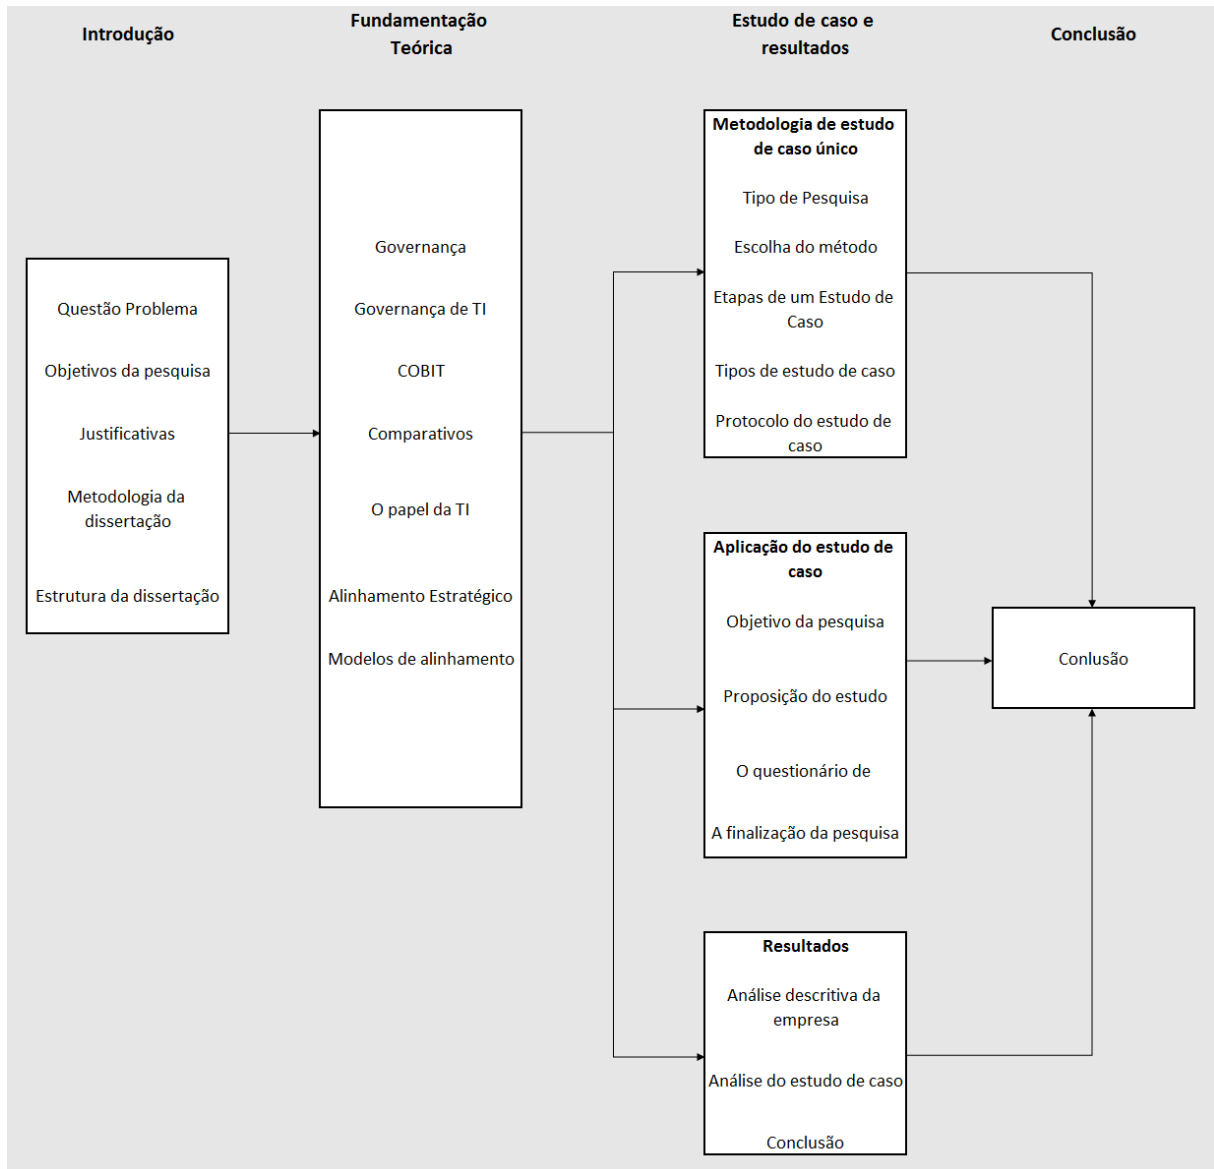 Introdução
Fundamentação
Teórica
Estudo de caso e
resultados
Conclusão
Questão Problema
Objetivos da pesquisa
Justificativas
Metodologia da
dissertação
Estrutura da dissertação
Governança
Governança de TI
COBIT
Comparativos
O papel da TI
Alinhamento Estratégico
Modelos de alinhamento
Metodologia de estudo
de caso único
Tipo de Pesquisa
Escolha do método
Etapas de um Estudo de
Caso
Tipos de estudo de caso
Protocolo do estudo de
caso
Aplicação do estudo de
caso
Objetivo da pesquisa
Proposição do estudo
O questionário de
A finalização da pesquisa
Resultados
Análise descritiva da
empresa
Análise do estudo de caso
Conclusão
Conlusão